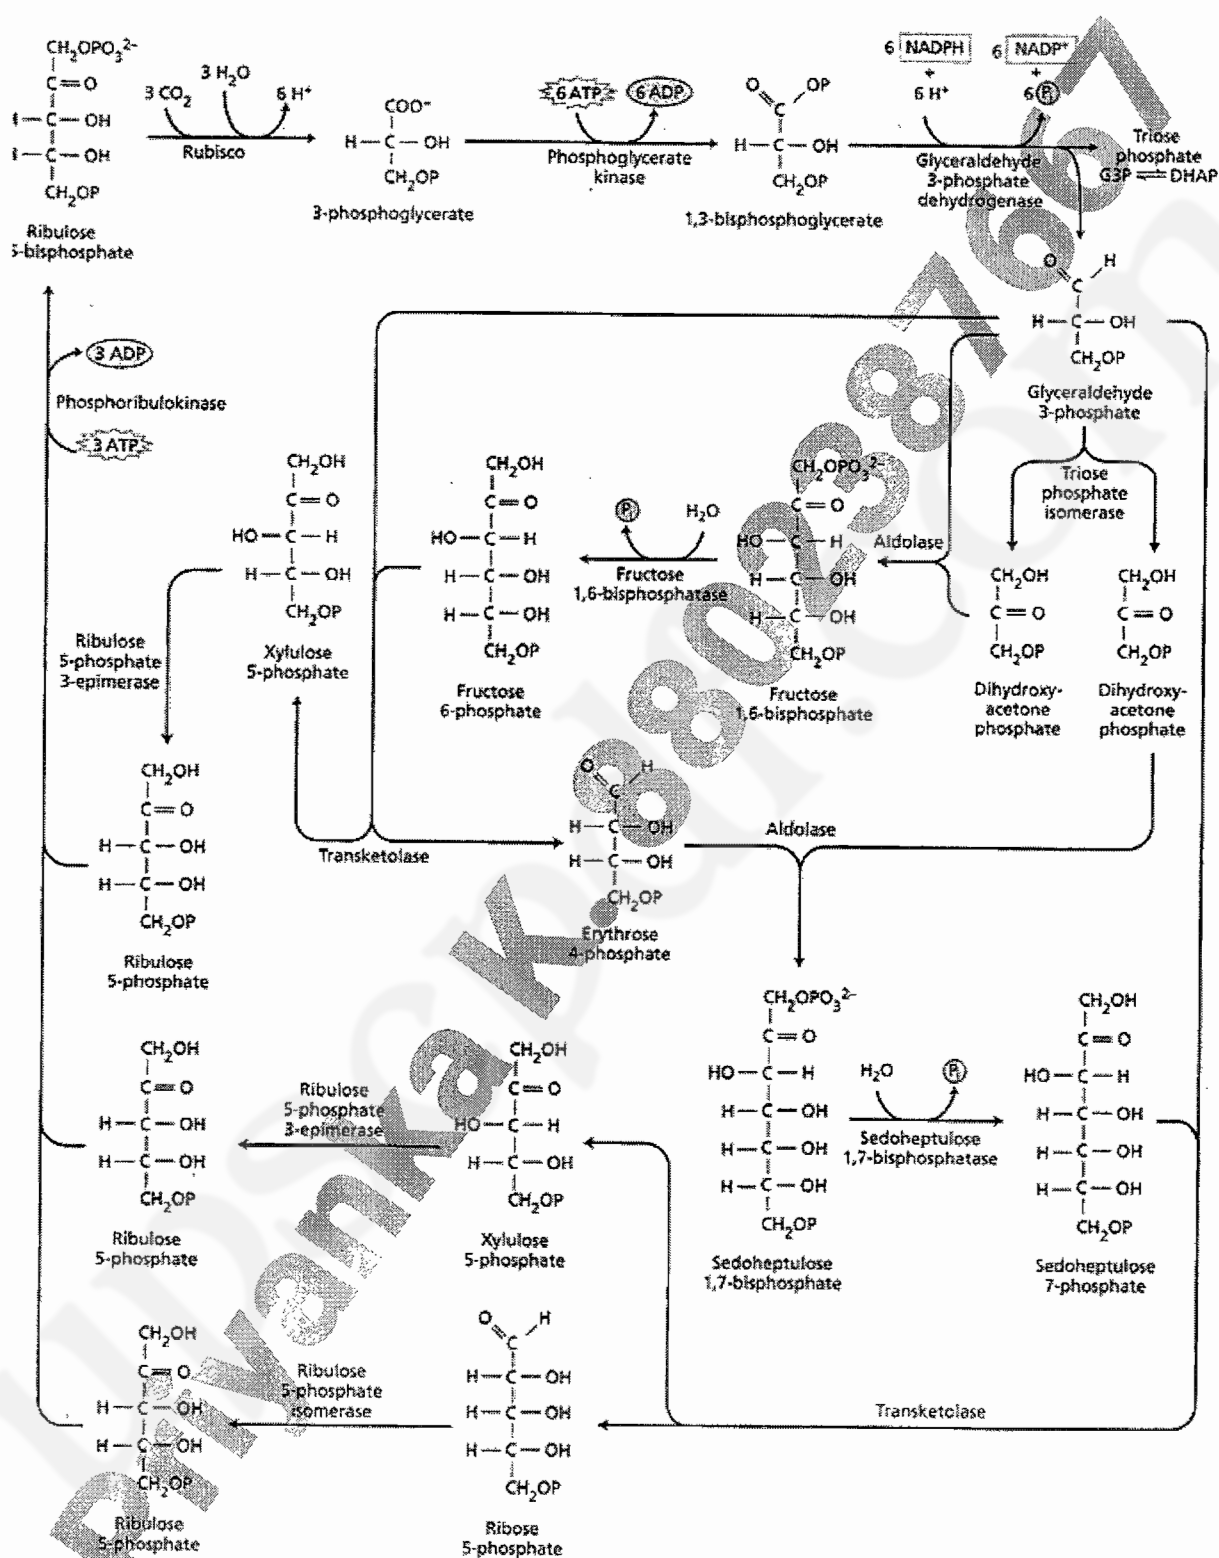 CH₂OPO₃²⁻
C=O
C—OH
C—OH
CH₂OP
Ribulose
5-bisphosphate
3 CO₂
3 H₂O
6 H⁺
Rubisco
COO⁻
H—C—OH
CH₂OP
3-phosphoglycerate
6 ATP
6 ADP
Phosphoglycerate
kinase
O
OP
C
H—C—OH
CH₂OP
1,3-bisphosphoglycerate
6 NADPH
+
6 H⁺
6 NADP⁺
+
6 Pᵢ
Glyceraldehyde
3-phosphate
dehydrogenase
Triose
phosphate
G3P ⇌ DHAP
O
H
C
H—C—OH
CH₂OP
Glyceraldehyde
3-phosphate
3 ADP
Phosphoribulokinase
3 ATP
Triose
phosphate
isomerase
CH₂OH
C=O
HO—C—H
H—C—OH
CH₂OP
Xylulose
5-phosphate
CH₂OH
C=O
HO—C—H
H—C—OH
H—C—OH
CH₂OP
Fructose
6-phosphate
Pᵢ
H₂O
Fructose
1,6-bisphosphatase
CH₂OPO₃²⁻
C=O
HO—C—H
H—C—OH
H—C—OH
CH₂OP
Fructose
1,6-bisphosphate
Aldolase
CH₂OH
C=O
CH₂OP
Dihydroxy-
acetone
phosphate
CH₂OH
C=O
CH₂OP
Dihydroxy-
acetone
phosphate
Ribulose
5-phosphate
3-epimerase
CH₂OH
C=O
H—C—OH
H—C—OH
CH₂OP
Ribulose
5-phosphate
Transketolase
O
H
C
H—C—OH
H—C—OH
CH₂OP
Erythrose
4-phosphate
Aldolase
CH₂OH
C=O
H—C—OH
H—C—OH
CH₂OP
Ribulose
5-phosphate
Ribulose
5-phosphate
3-epimerase
CH₂OH
C=O
HO—C—H
H—C—OH
CH₂OP
Xylulose
5-phosphate
CH₂OPO₃²⁻
C=O
HO—C—H
H—C—OH
H—C—OH
H—C—OH
CH₂OP
Sedoheptulose
1,7-bisphosphate
H₂O
Pᵢ
Sedoheptulose
1,7-bisphosphatase
CH₂OH
C=O
HO—C—H
H—C—OH
H—C—OH
H—C—OH
CH₂OP
Sedoheptulose
7-phosphate
CH₂OH
C=O
H—C—OH
H—C—OH
CH₂OP
Ribulose
5-phosphate
Ribulose
5-phosphate
isomerase
O
H
C
H—C—OH
H—C—OH
H—C—OH
CH₂OP
Ribose
5-phosphate
Transketolase
Priyanka K. 8802387667